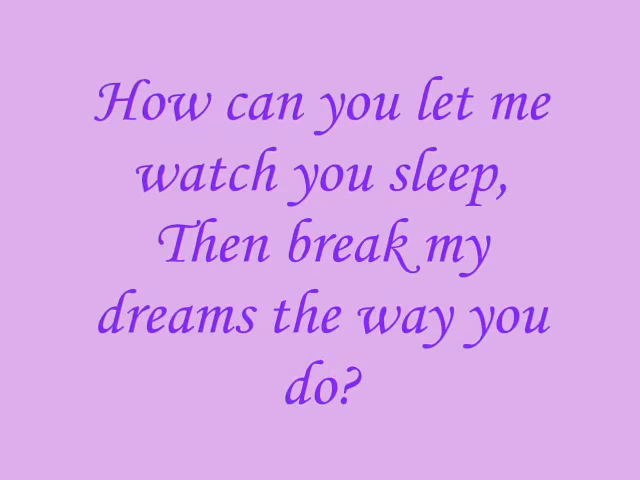 How can you let me
watch you sleep,
Then break my
dreams the way you
do?